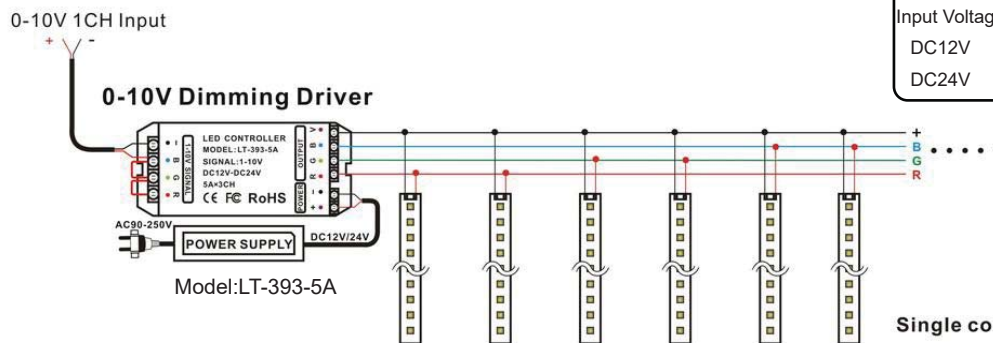 0-10V 1CH Input
+ -
Input Voltag
DC12V
DC24V
0-10V Dimming Driver
− B G R
1-10V SIGNAL
LED CONTROLLER
MODEL:LT-393-5A
SIGNAL:1-10V
DC12V-DC24V
5A×3CH
CE FC RoHS
OUTPUT
V B G R
POWER
− +
+
B
G
R
AC90-250V
POWER SUPPLY
DC12V/24V
Model:LT-393-5A
Single co